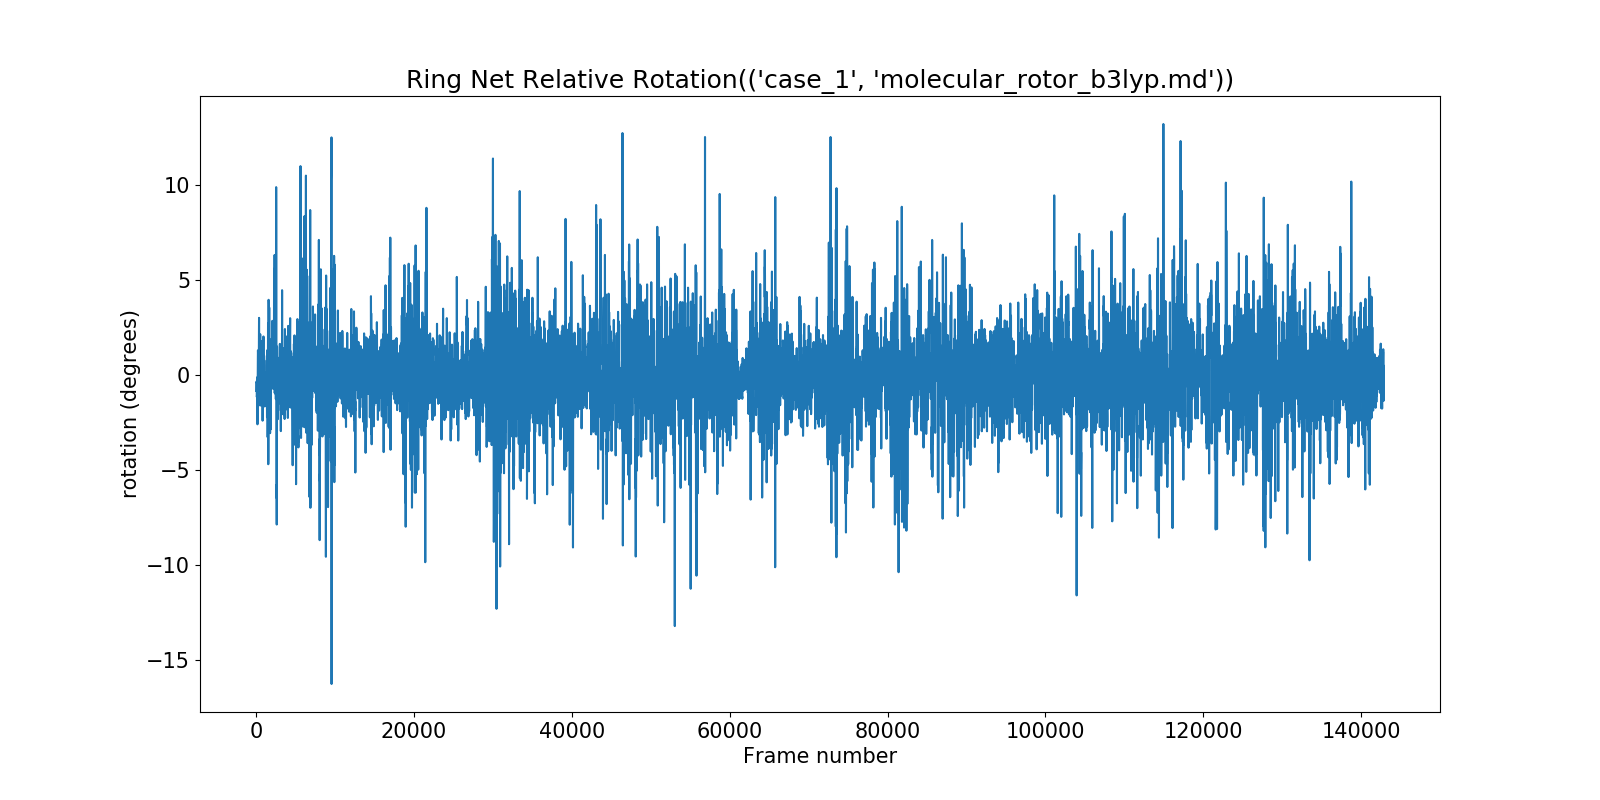 Ring Net Relative Rotation(('case_1', 'molecular_rotor_b3lyp.md'))
10
5
0
−5
−10
−15
rotation (degrees)
0 20000 40000 60000 80000 100000 120000 140000
Frame number